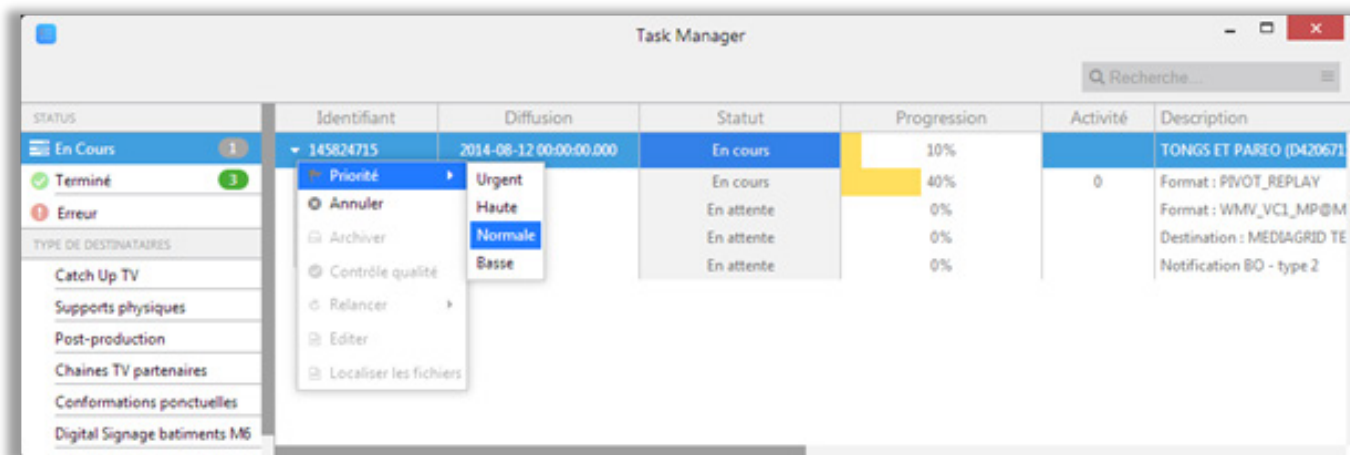 Task Manager
Recherche...
STATUS
Identifiant Diffusion Statut Progression Activité Description
En Cours 1
145824715 2014-08-12 00:00:00.000 En cours 10% TONGS ET PAREO (D420671
Terminé 3
En cours 40% 0 Format : PIVOT_REPLAY
Erreur
En attente 0% Format : WMV_VC1_MP@M
En attente 0% Destination : MEDIAGRID TE
En attente 0% Notification BO - type 2
Priorité
Annuler
Archiver
Contrôle qualité
Relancer
Editer
Localiser les fichiers
Urgent
Haute
Normale
Basse
TYPE DE DESTINATAIRES
Catch Up TV
Supports physiques
Post-production
Chaines TV partenaires
Conformations ponctuelles
Digital Signage batiments M6